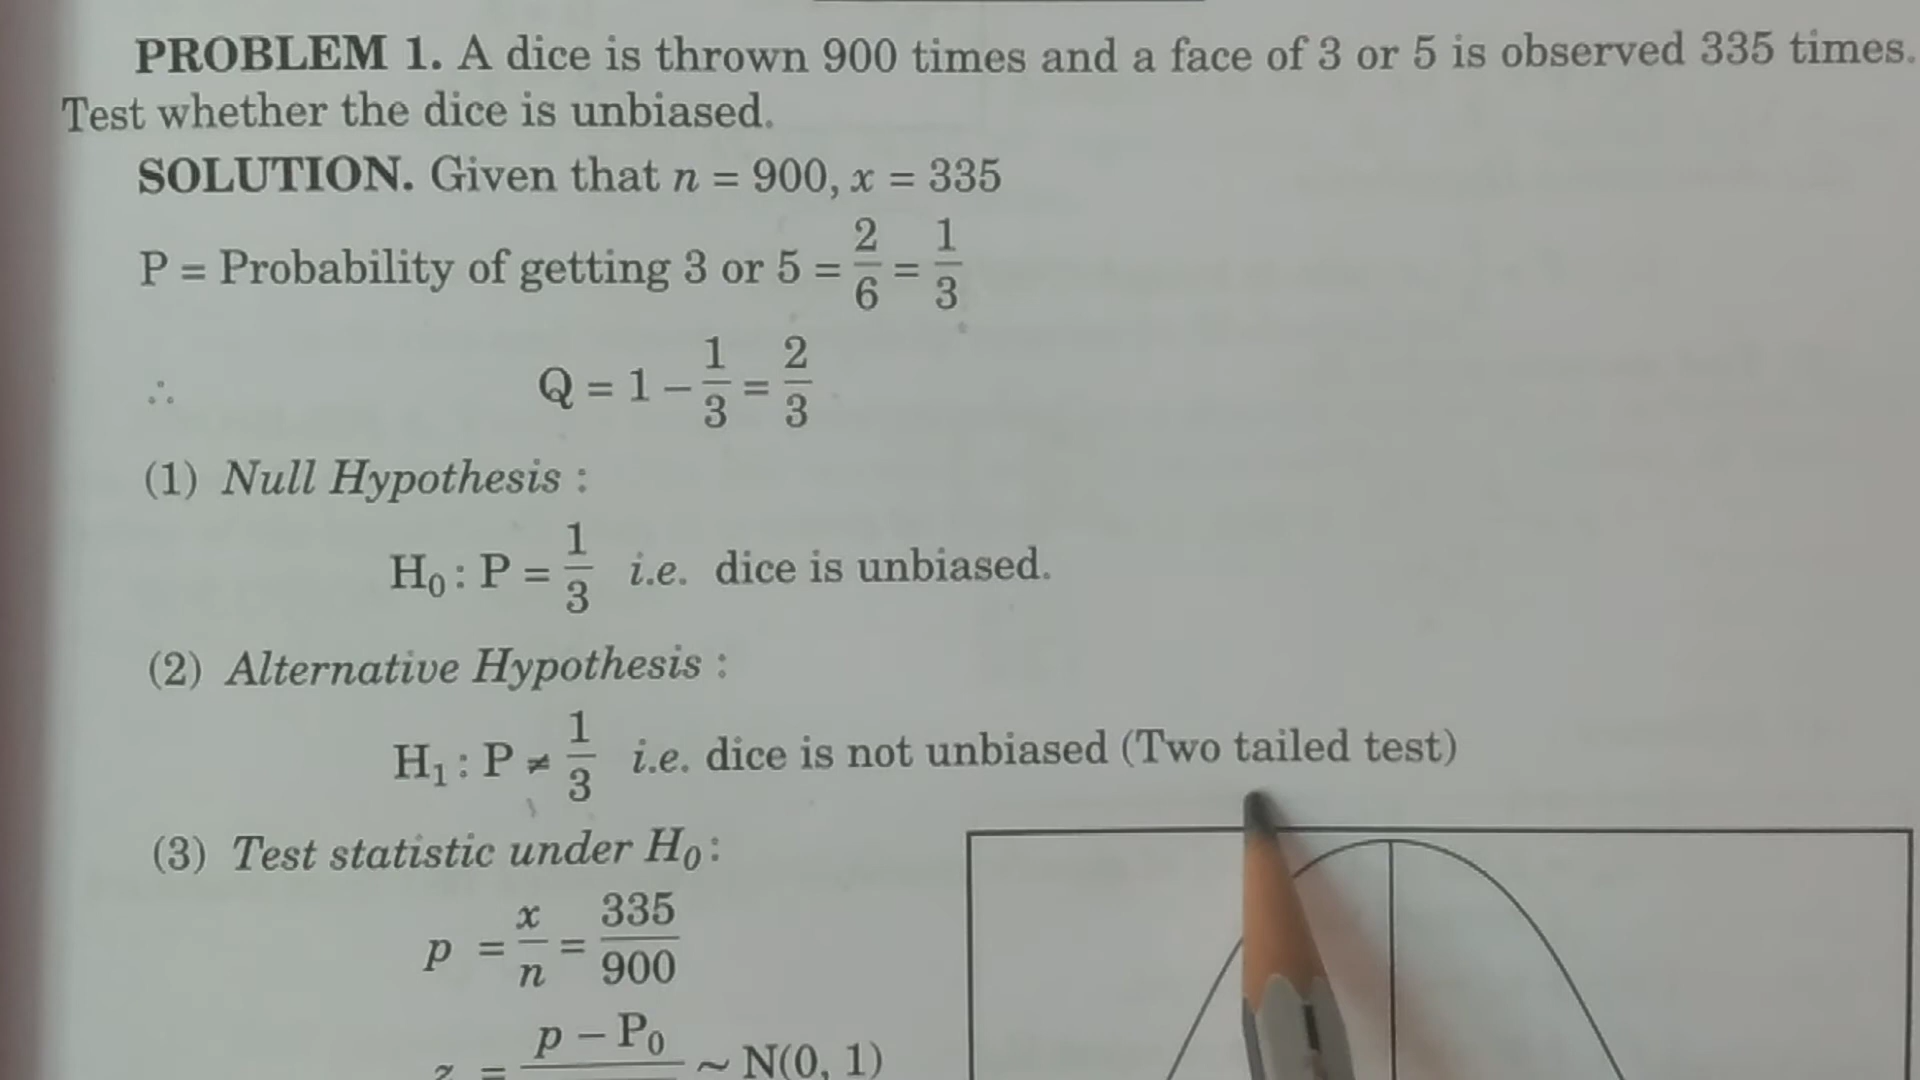 PROBLEM 1. A dice is thrown 900 times and a face of 3 or 5 is observed 335 times.
Test whether the dice is unbiased.
SOLUTION. Given that n = 900, x = 335
P = Probability of getting 3 or 5 = 2/6 = 1/3
∴ Q = 1 – 1/3 = 2/3
(1) Null Hypothesis :
H₀ : P = 1/3 i.e. dice is unbiased.
(2) Alternative Hypothesis :
H₁ : P ≠ 1/3 i.e. dice is not unbiased (Two tailed test)
(3) Test statistic under H₀ :
p = x/n = 335/900
z = p – P₀ ~ N(0, 1)